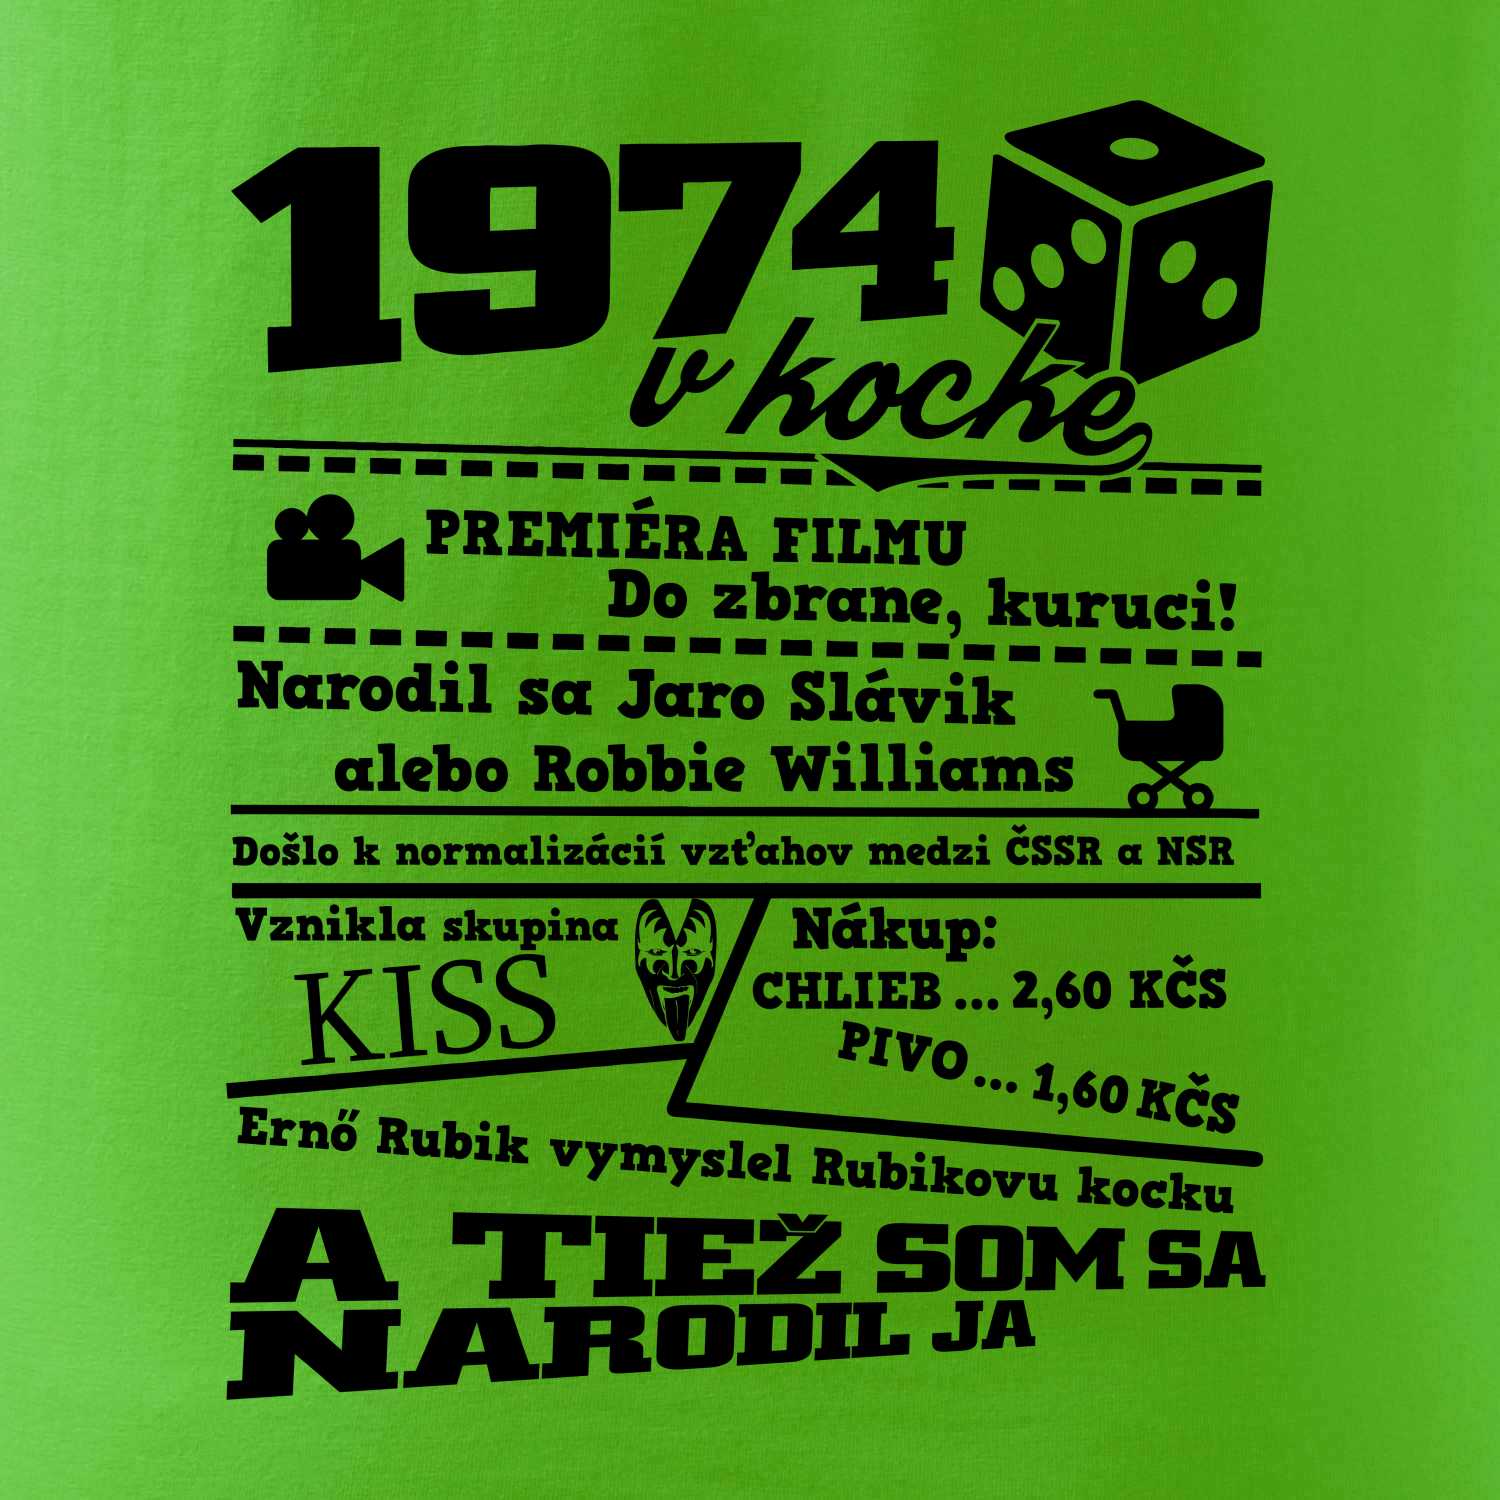 1974
v kocke
PREMIÉRA FILMU
Do zbrane, kuruci!
Narodil sa Jaro Slávik
alebo Robbie Williams
Došlo k normalizácií vzťahov medzi ČSSR a NSR
Vznikla skupina
KISS
Nákup:
CHLIEB ... 2,60 KČS
PIVO ... 1,60 KČS
Ernő Rubik vymyslel Rubikovu kocku
A TIEŽ SOM SA
NARODIL JA